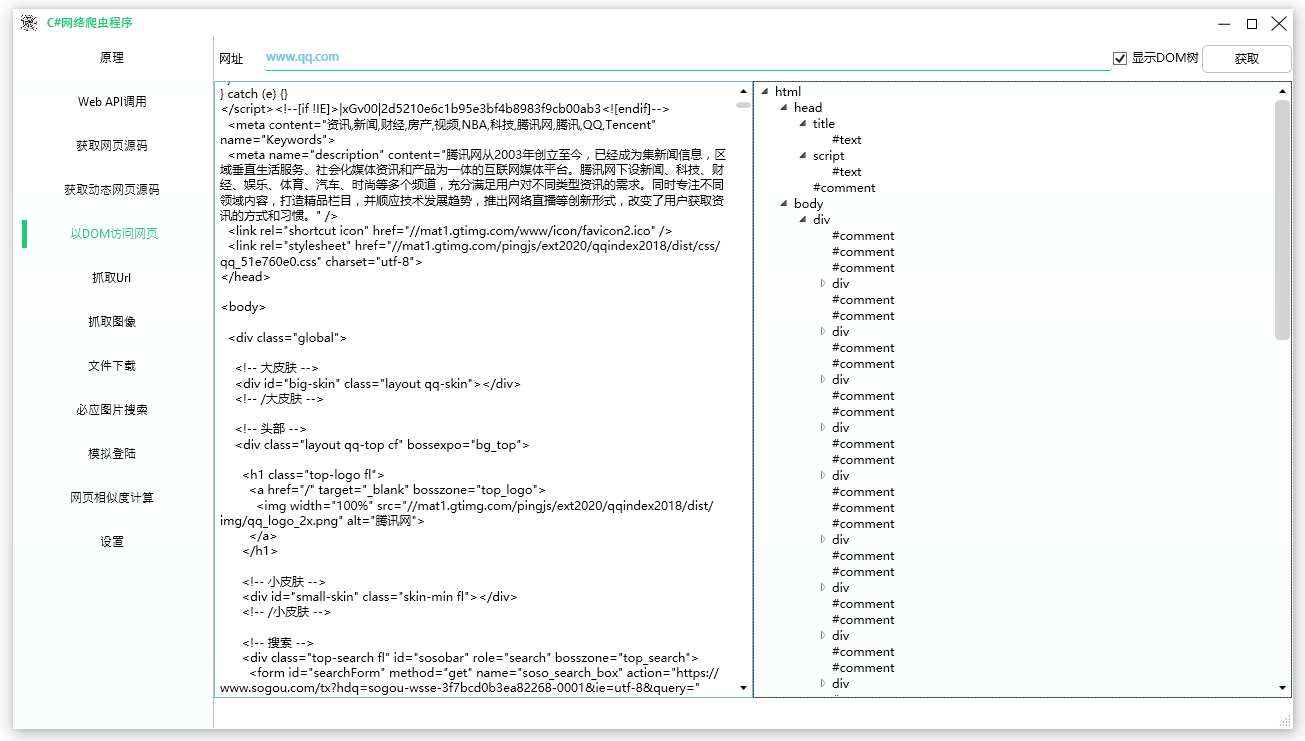 C#网络爬虫程序
原理
Web API调用
获取网页源码
获取动态网页源码
以DOM访问网页
抓取Url
抓取图像
文件下载
必应图片搜索
模拟登陆
网页相似度计算
设置
网址
www.qq.com
显示DOM树
获取
} catch (e) {}
</script><!--[if !IE]>|xGv00|2d5210e6c1b95e3bf4b8983f9cb00ab3<![endif]-->
<meta content="资讯,新闻,财经,房产,视频,NBA,科技,腾讯网,腾讯,QQ,Tencent"
name="Keywords">
<meta name="description" content="腾讯网从2003年创立至今，已经成为集新闻信息，区
域垂直生活服务、社会化媒体资讯和产品为一体的互联网媒体平台。腾讯网下设新闻、科技、财
经、娱乐、体育、汽车、时尚等多个频道，充分满足用户对不同类型资讯的需求。同时专注不同
领域内容，打造精品栏目，并顺应技术发展趋势，推出网络直播等创新形式，改变了用户获取资
讯的方式和习惯。" />
<link rel="shortcut icon" href="//mat1.gtimg.com/www/icon/favicon2.ico" />
<link rel="stylesheet" href="//mat1.gtimg.com/pingjs/ext2020/qqindex2018/dist/css/
qq_51e760e0.css" charset="utf-8">
</head>
<body>
<div class="global">
<!-- 大皮肤 -->
<div id="big-skin" class="layout qq-skin"></div>
<!-- /大皮肤 -->
<!-- 头部 -->
<div class="layout qq-top cf" bossexpo="bg_top">
<h1 class="top-logo fl">
<a href="/" target="_blank" bosszone="top_logo">
<img width="100%" src="//mat1.gtimg.com/pingjs/ext2020/qqindex2018/dist/
img/qq_logo_2x.png" alt="腾讯网">
</a>
</h1>
<!-- 小皮肤 -->
<div id="small-skin" class="skin-min fl"></div>
<!-- /小皮肤 -->
<!-- 搜索 -->
<div class="top-search fl" id="sosobar" role="search" bosszone="top_search">
<form id="searchForm" method="get" name="soso_search_box" action="https://
www.sogou.com/tx?hdq=sogou-wsse-3f7bcd0b3ea82268-0001&ie=utf-8&query="
html
head
title
#text
script
#text
#comment
body
div
#comment
#comment
#comment
div
#comment
#comment
div
#comment
#comment
div
#comment
#comment
div
#comment
#comment
div
#comment
#comment
#comment
div
#comment
#comment
div
#comment
#comment
div
#comment
#comment
div